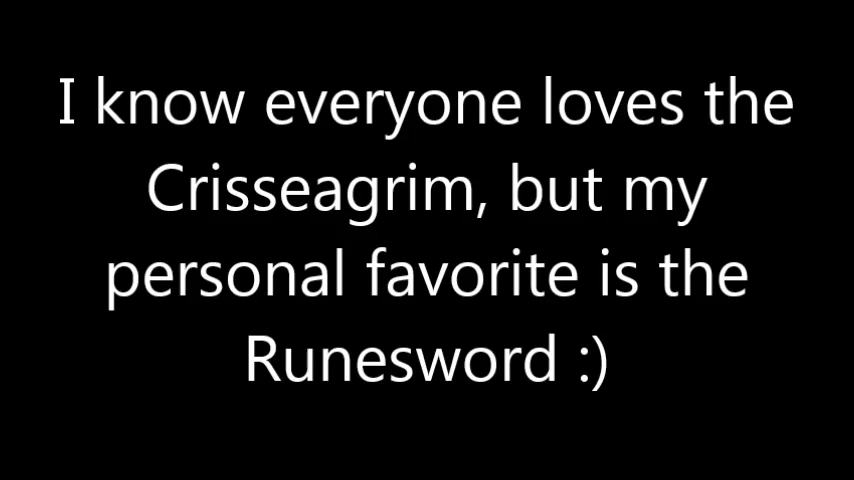 I know everyone loves the
Crisseagrim, but my
personal favorite is the
Runesword :)